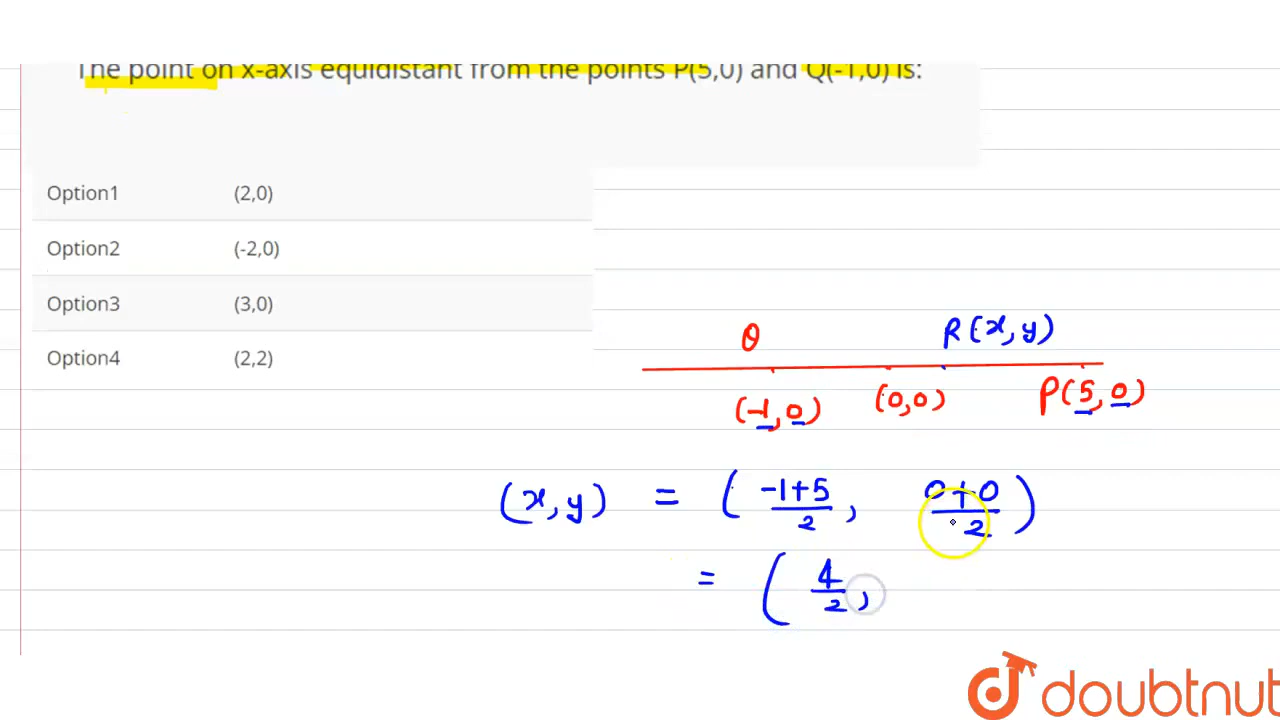 The point on x-axis equidistant from the points P(5,0) and Q(-1,0) is:
Option1 (2,0)
Option2 (-2,0)
Option3 (3,0)
Option4 (2,2)
Q R(x,y)
(-1,0) (0,0) P(5,0)
(x,y) = (-1+5/2, 0+0/2)
= (4/2,
doubtnut